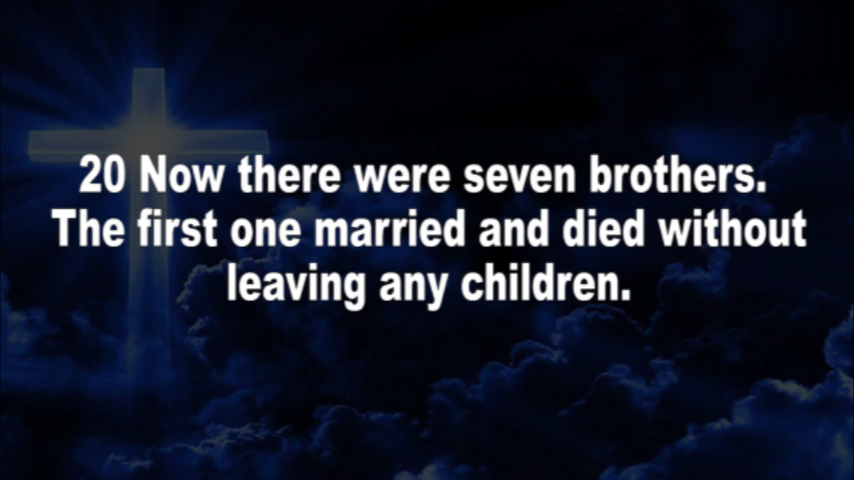 20 Now there were seven brothers.
The first one married and died without
leaving any children.